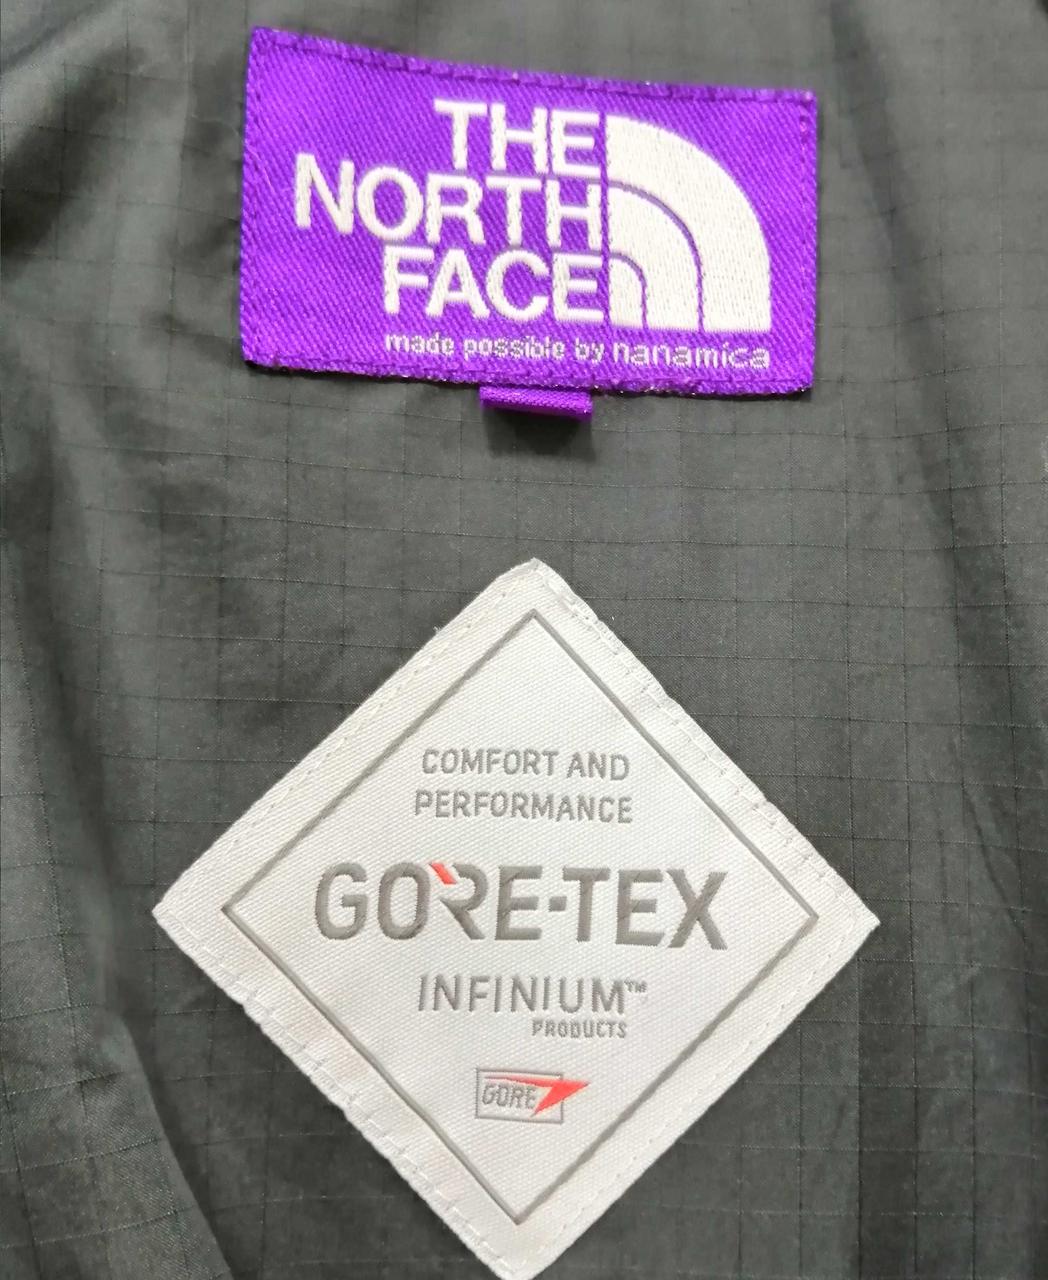 THE
NORTH
FACE
made possible by nanamica
COMFORT AND
PERFORMANCE
GORE-TEX
INFINIUM™
PRODUCTS
GORE